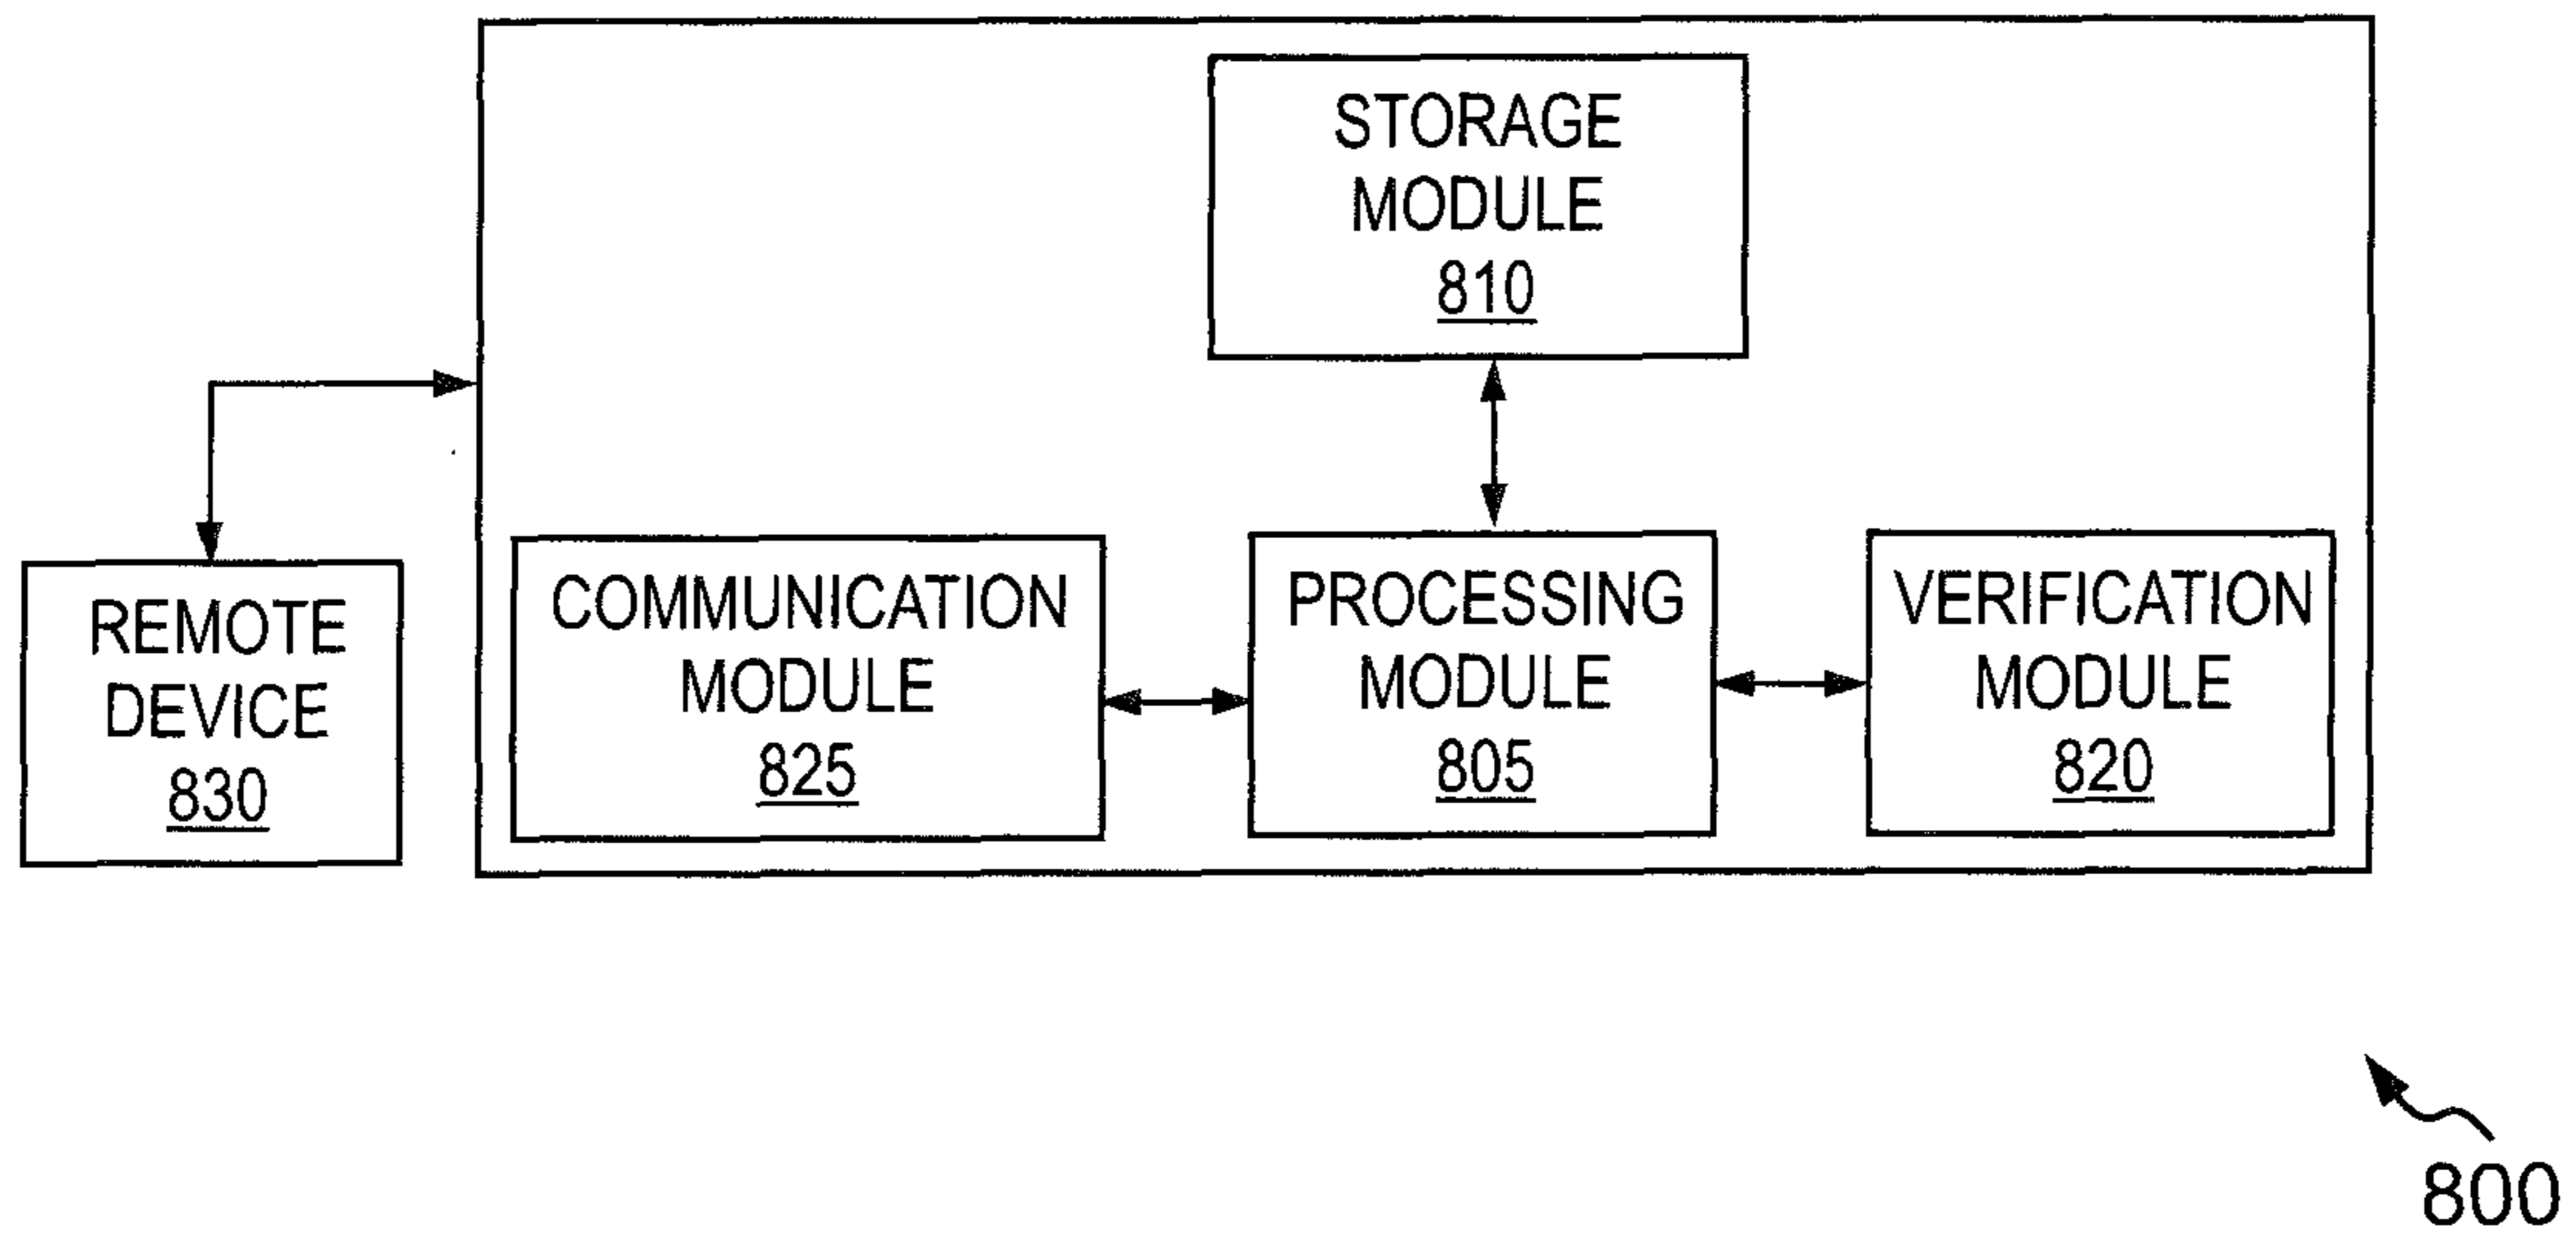 STORAGE
MODULE
810
REMOTE
DEVICE
830
COMMUNICATION
MODULE
825
PROCESSING
MODULE
805
VERIFICATION
MODULE
820
800